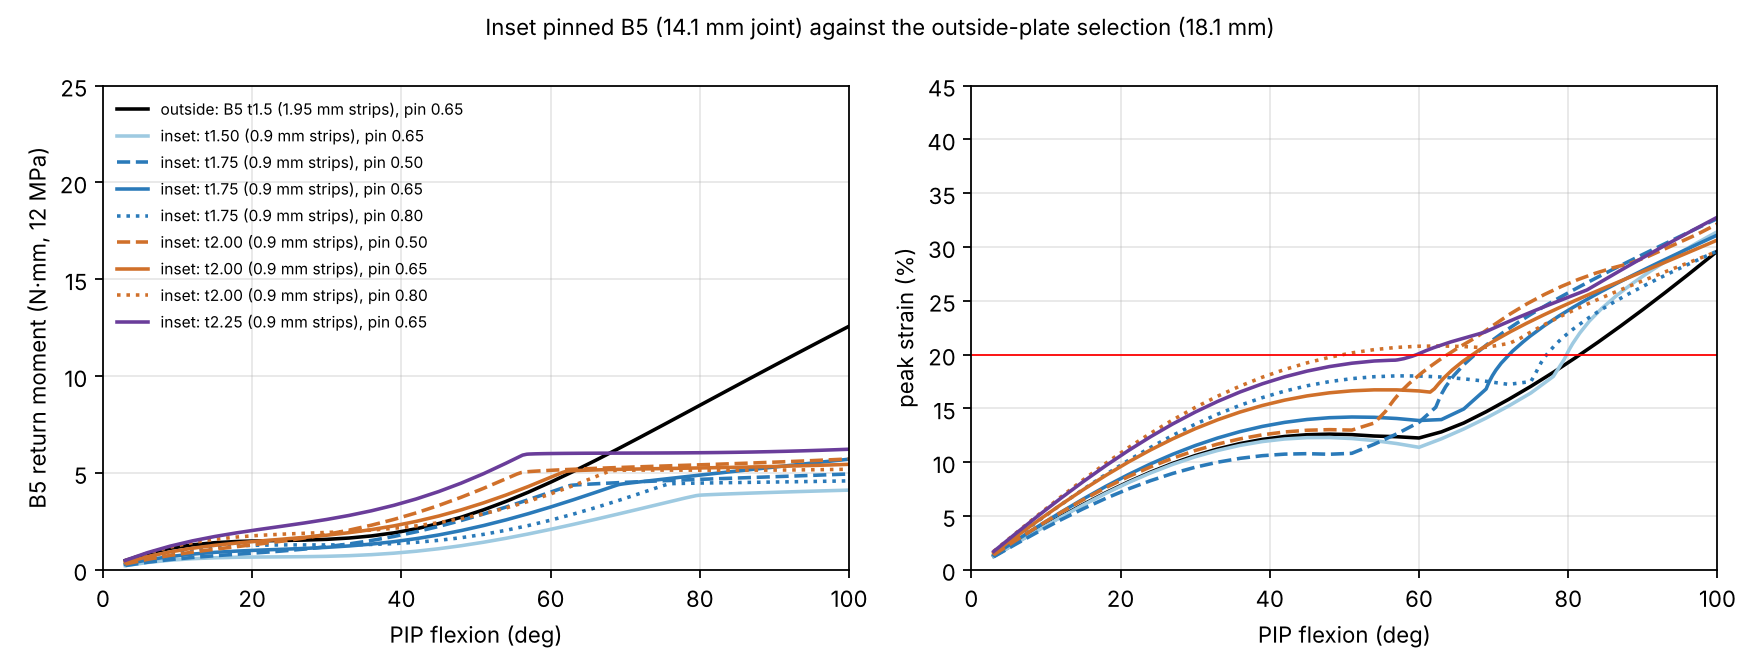 Inset pinned B5 (14.1 mm joint) against the outside-plate selection (18.1 mm)
B5 return moment (N·mm, 12 MPa)
25
20
15
10
5
0
outside: B5 t1.5 (1.95 mm strips), pin 0.65
inset: t1.50 (0.9 mm strips), pin 0.65
inset: t1.75 (0.9 mm strips), pin 0.50
inset: t1.75 (0.9 mm strips), pin 0.65
inset: t1.75 (0.9 mm strips), pin 0.80
inset: t2.00 (0.9 mm strips), pin 0.50
inset: t2.00 (0.9 mm strips), pin 0.65
inset: t2.00 (0.9 mm strips), pin 0.80
inset: t2.25 (0.9 mm strips), pin 0.65
0 20 40 60 80 100
PIP flexion (deg)
peak strain (%)
45
40
35
30
25
20
15
10
5
0
0 20 40 60 80 100
PIP flexion (deg)